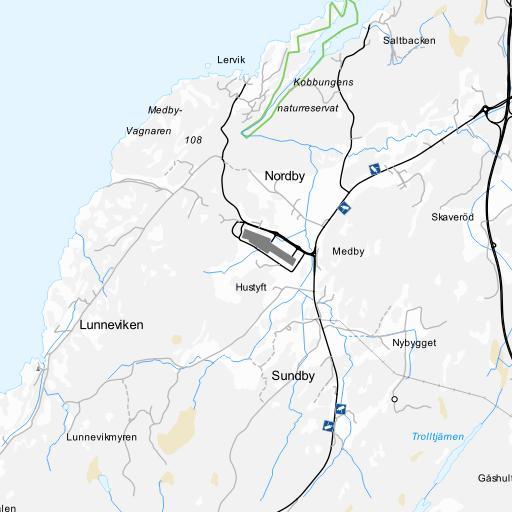 Saltbacken
Lervik
Kobbungens
naturreservat
Medby-
Vagnaren
108
Nordby
Skaveröd
Medby
Hustyft
Lunneviken
Nybygget
Sundby
Lunnevikmyren
Trolltjärnen
Gåshult
alen